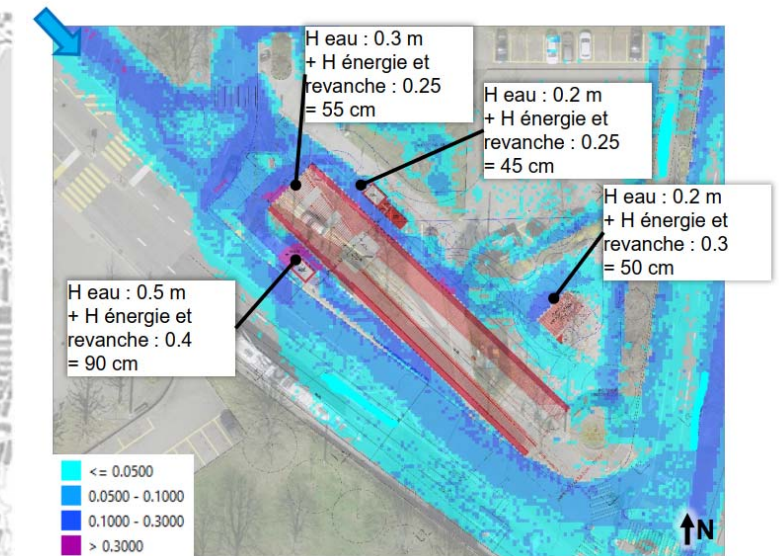 H eau : 0.3 m
+ H énergie et
revanche : 0.25
= 55 cm
H eau : 0.2 m
+ H énergie et
revanche : 0.25
= 45 cm
H eau : 0.2 m
+ H énergie et
revanche : 0.3
= 50 cm
H eau : 0.5 m
+ H énergie et
revanche : 0.4
= 90 cm
<= 0.0500
0.0500 - 0.1000
0.1000 - 0.3000
> 0.3000
N